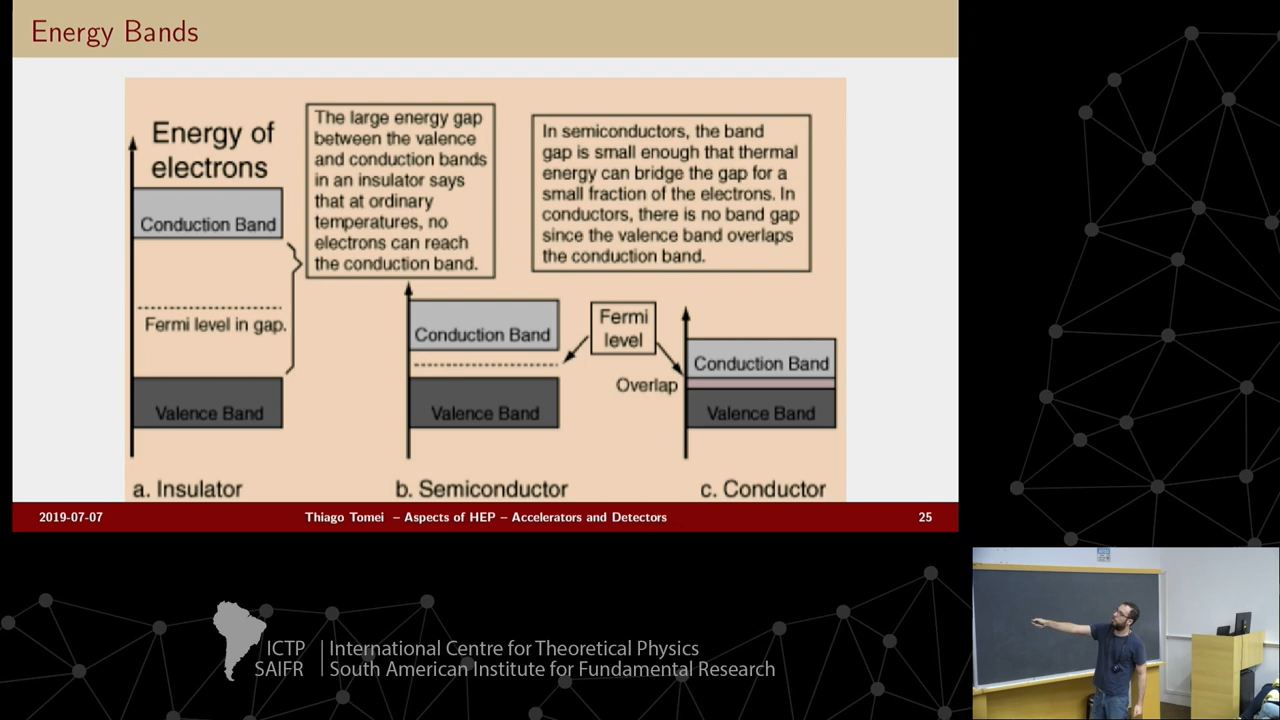 Energy Bands
Energy of
electrons
The large energy gap
between the valence
and conduction bands
in an insulator says
that at ordinary
temperatures, no
electrons can reach
the conduction band.
In semiconductors, the band
gap is small enough that thermal
energy can bridge the gap for a
small fraction of the electrons. In
conductors, there is no band gap
since the valence band overlaps
the conduction band.
Conduction Band
Fermi level in gap.
Valence Band
a. Insulator
Conduction Band
Valence Band
b. Semiconductor
Fermi
level
Overlap
Conduction Band
Valence Band
c. Conductor
2019-07-07
Thiago Tomei – Aspects of HEP – Accelerators and Detectors
25
ICTP
SAIFR
International Centre for Theoretical Physics
South American Institute for Fundamental Research